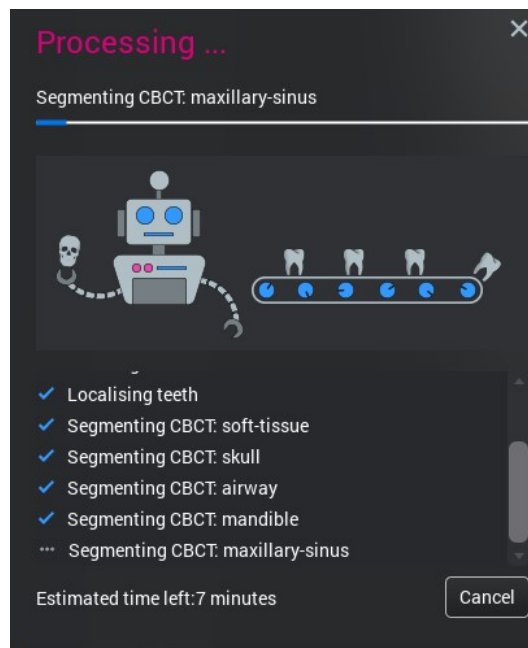 Processing ...
Segmenting CBCT: maxillary-sinus
Localising teeth
Segmenting CBCT: soft-tissue
Segmenting CBCT: skull
Segmenting CBCT: airway
Segmenting CBCT: mandible
Segmenting CBCT: maxillary-sinus
Estimated time left:7 minutes
Cancel